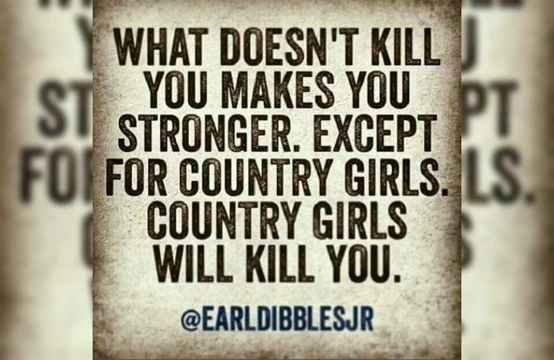 WHAT DOESN'T KILL
YOU MAKES YOU
STRONGER. EXCEPT
FOR COUNTRY GIRLS.
COUNTRY GIRLS
WILL KILL YOU.
@EARLDIBBLESJR